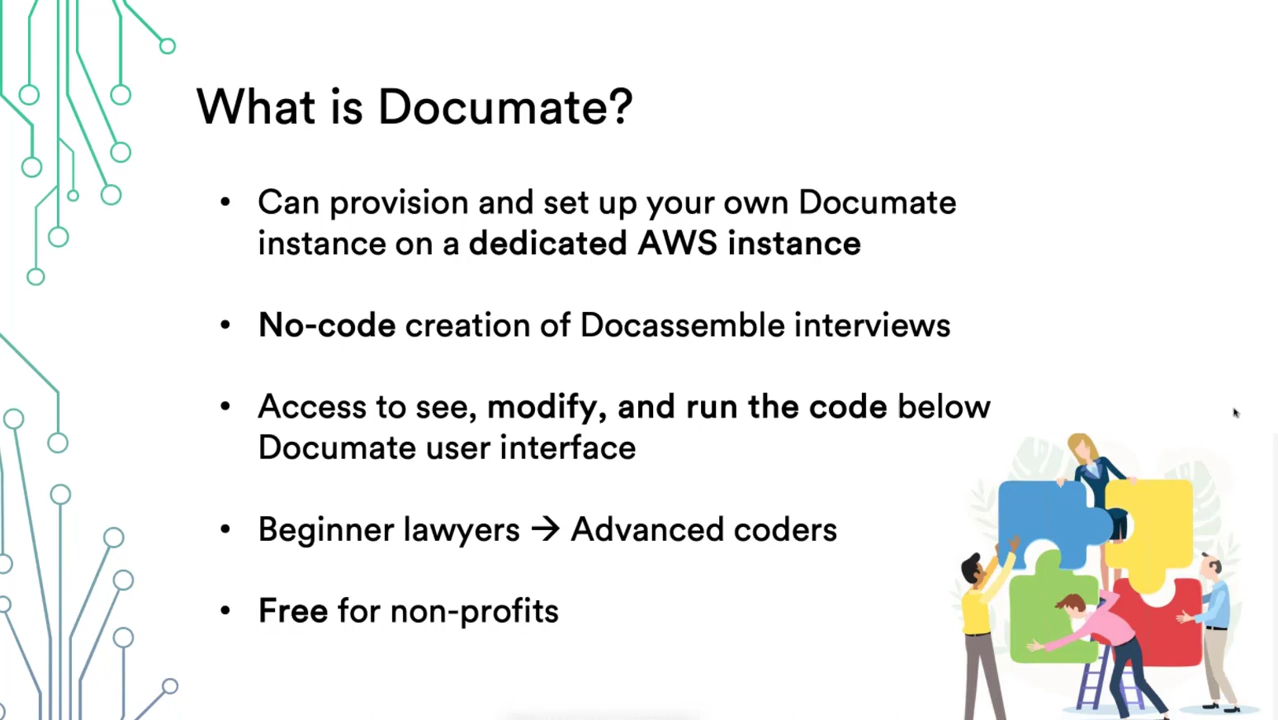 What is Documate?
• Can provision and set up your own Documate
instance on a dedicated AWS instance
• No-code creation of Docassemble interviews
• Access to see, modify, and run the code below
Documate user interface
• Beginner lawyers → Advanced coders
• Free for non-profits